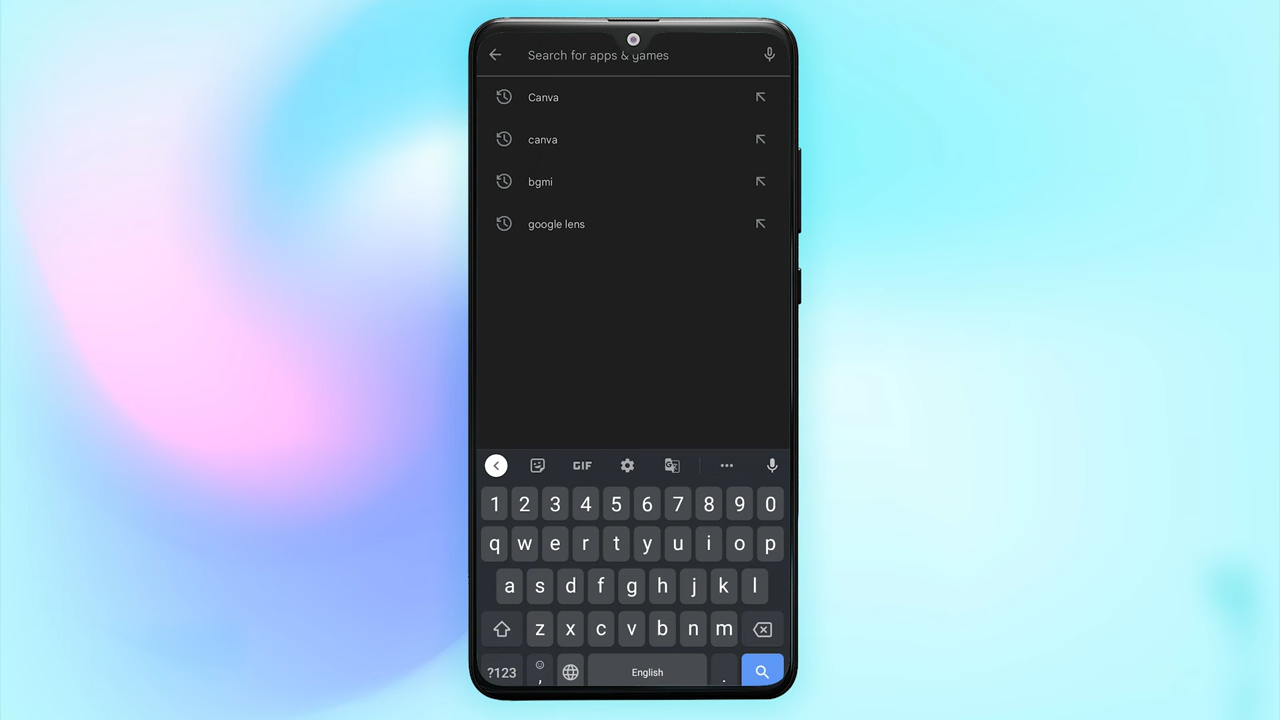 Search for apps & games
Canva
canva
bgmi
google lens
GIF
1 2 3 4 5 6 7 8 9 0
q w e r t y u i o p
a s d f g h j k l
z x c v b n m
?123 , English .